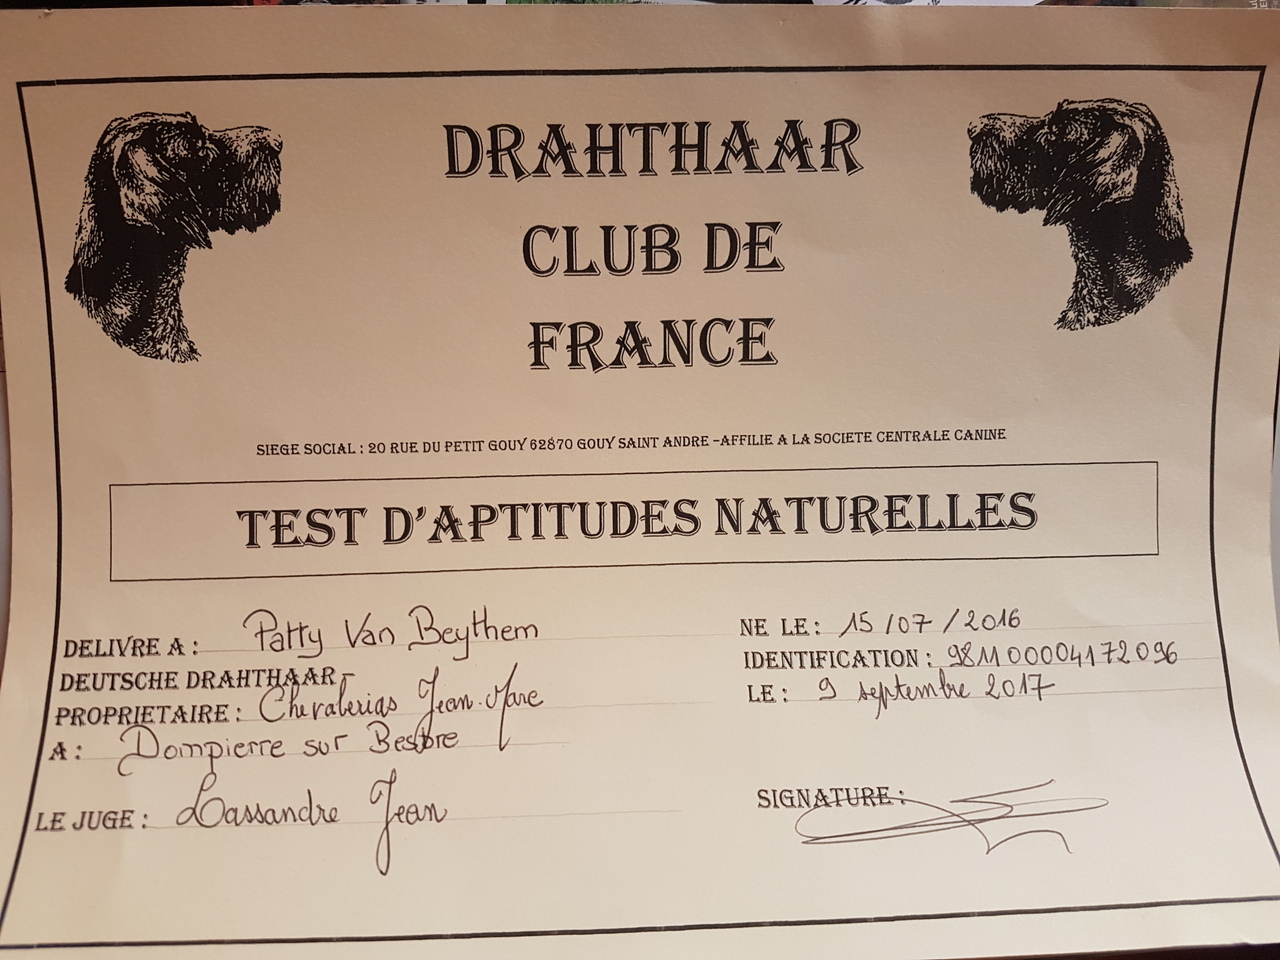 DRAHTHAAR
CLUB DE
FRANCE
SIEGE SOCIAL : 20 RUE DU PETIT GOUY 62870 GOUY SAINT ANDRE -AFFILIE A LA SOCIETE CENTRALE CANINE
TEST D'APTITUDES NATURELLES
DELIVRE A : Patty Van Beythem
NE LE : 15/07/2016
DEUTSCHE DRAHTHAAR
IDENTIFICATION : 981100004172096
PROPRIETAIRE : Chevalerias Jean-Marc
LE : 9 septembre 2017
A : Dompierre sur Besbre
LE JUGE : Lassandre Jean
SIGNATURE :